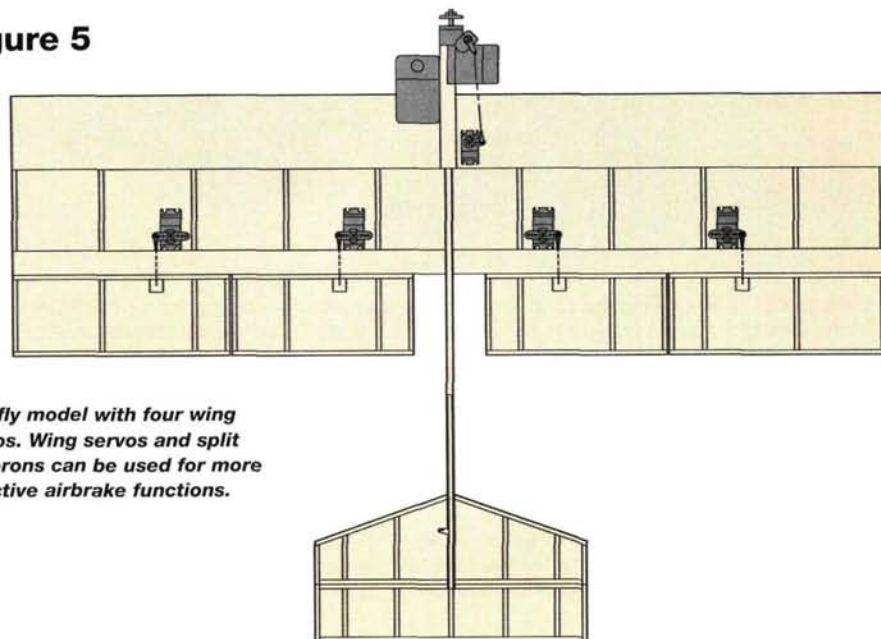 gure 5
fly model with four wing
os. Wing servos and split
erons can be used for more
ctive airbrake functions.